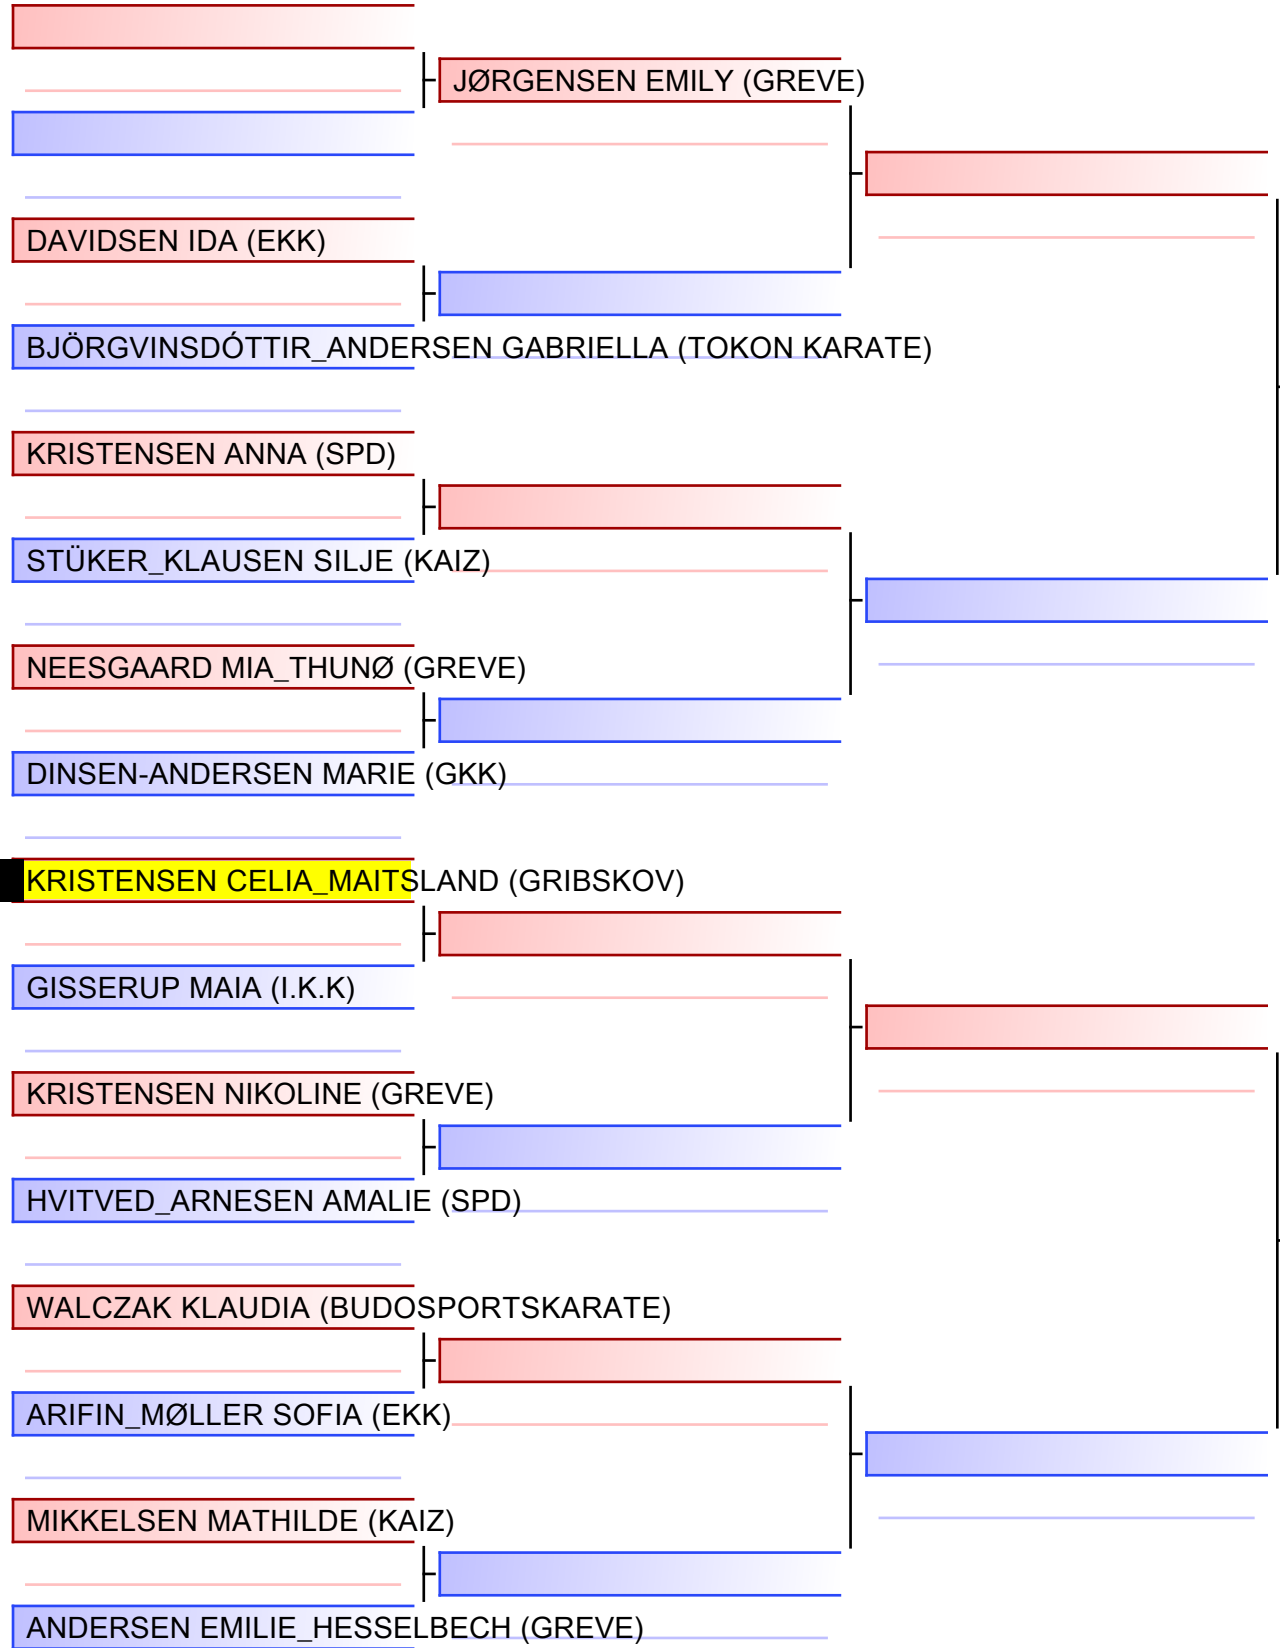 JØRGENSEN EMILY (GREVE)
DAVIDSEN IDA (EKK)
BJÖRGVINSDÓTTIR_ANDERSEN GABRIELLA (TOKON KARATE)
KRISTENSEN ANNA (SPD)
STÜKER_KLAUSEN SILJE (KAIZ)
NEESGAARD MIA_THUNØ (GREVE)
DINSEN-ANDERSEN MARIE (GKK)
KRISTENSEN CELIA_MAITSLAND (GRIBSKOV)
GISSERUP MAIA (I.K.K)
KRISTENSEN NIKOLINE (GREVE)
HVITVED_ARNESEN AMALIE (SPD)
WALCZAK KLAUDIA (BUDOSPORTSKARATE)
ARIFIN_MØLLER SOFIA (EKK)
MIKKELSEN MATHILDE (KAIZ)
ANDERSEN EMILIE_HESSELBECH (GREVE)